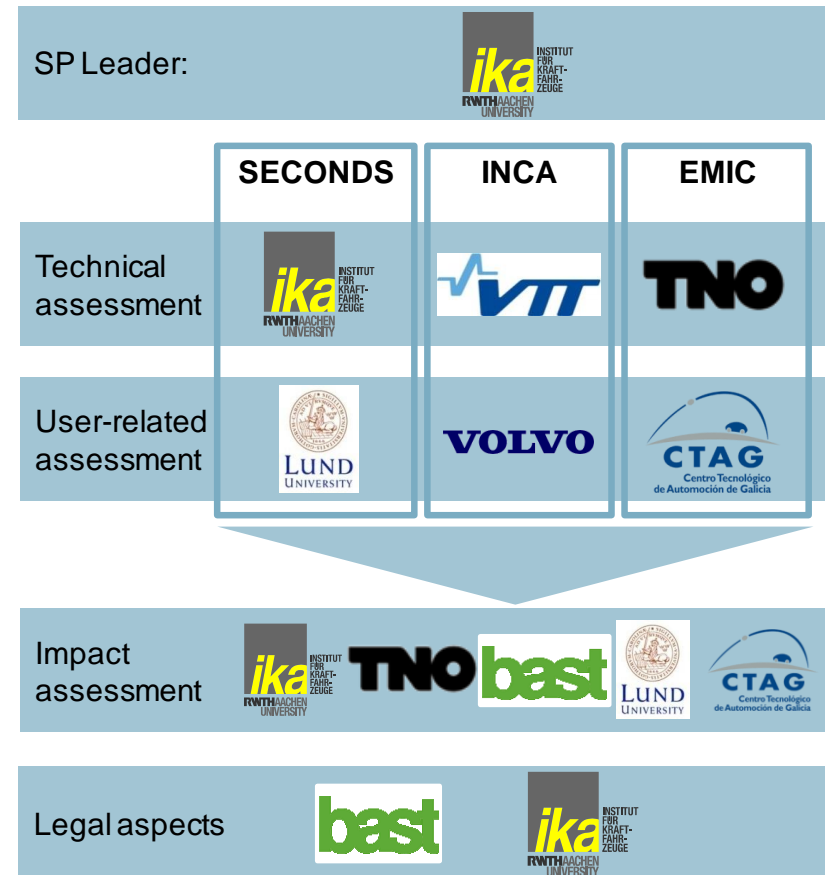 SP Leader:
ika
INSTITUT
FÜR
KRAFT-
FAHR-
ZEUGE
RWTHAACHEN
UNIVERSITY
SECONDS INCA EMIC
Technical
assessment
ika
INSTITUT
FÜR
KRAFT-
FAHR-
ZEUGE
RWTHAACHEN
UNIVERSITY
VTT
TNO
User-related
assessment
LUND
UNIVERSITY
VOLVO
CTAG
Centro Tecnológico
de Automoción de Galicia
Impact
assessment
ika
INSTITUT
FÜR
KRAFT-
FAHR-
ZEUGE
RWTHAACHEN
UNIVERSITY
TNO
bast
LUND
UNIVERSITY
CTAG
Centro Tecnológico
de Automoción de Galicia
Legal aspects
bast
ika
INSTITUT
FÜR
KRAFT-
FAHR-
ZEUGE
RWTHAACHEN
UNIVERSITY